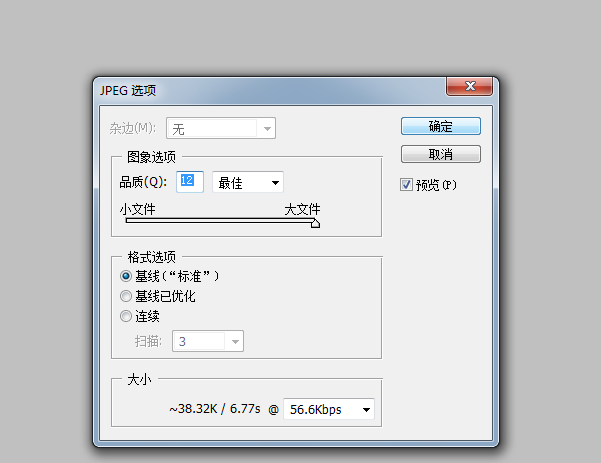 JPEG 选项
杂边(M): 无
确定
图象选项
取消
品质(Q): 12 最佳
预览(P)
小文件 大文件
格式选项
基线(“标准”)
基线已优化
连续
扫描: 3
大小
~38.32K / 6.77s @ 56.6Kbps